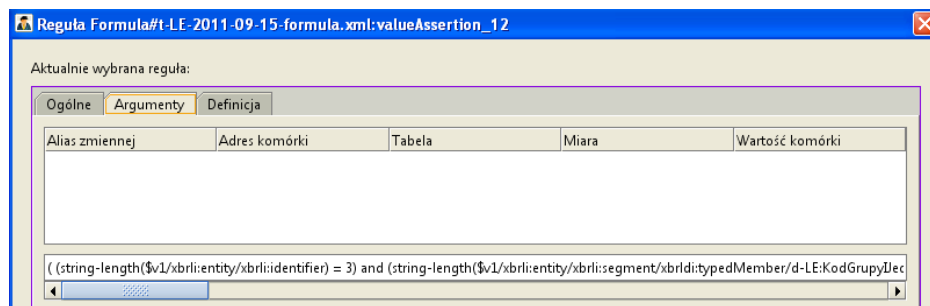 Reguła Formula#t-LE-2011-09-15-formula.xml:valueAssertion_12
Aktualnie wybrana reguła:
Ogólne Argumenty Definicja
Alias zmiennej Adres komórki Tabela Miara Wartość komórki
( (string-length($v1/xbrli:entity/xbrli:identifier) = 3) and (string-length($v1/xbrli:entity/xbrli:segment/xbrldi:typedMember/d-LE:KodGrupyIJec